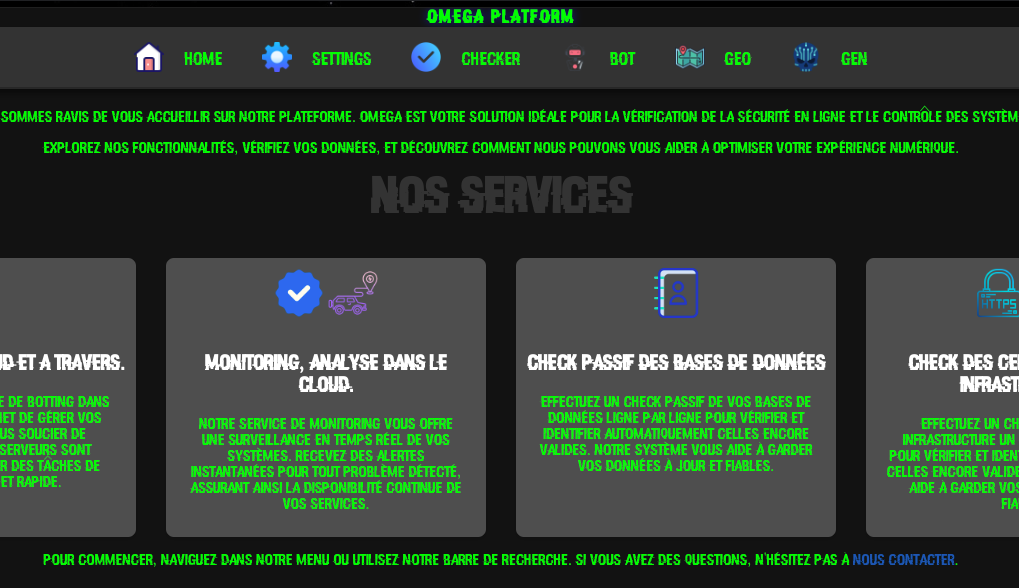 OMEGA PLATFORM
HOME SETTINGS CHECKER BOT GEO GEN
SOMMES RAVIS DE VOUS ACCUEILLIR SUR NOTRE PLATEFORME. OMEGA EST VOTRE SOLUTION IDÉALE POUR LA VÉRIFICATION DE LA SÉCURITÉ EN LIGNE ET LE CONTRÔLE DES SYSTÈM
EXPLOREZ NOS FONCTIONNALITÉS, VÉRIFIEZ VOS DONNÉES, ET DÉCOUVREZ COMMENT NOUS POUVONS VOUS AIDER À OPTIMISER VOTRE EXPÉRIENCE NUMÉRIQUE.
NOS SERVICES
UD ET A TRAVERS.
E DE BOTTING DANS
MET DE GÉRER VOS
US SOUCIER DE
SERVEURS SONT
R DES TÂCHES DE
ET RAPIDE.
MONITORING, ANALYSE DANS LE
CLOUD.
NOTRE SERVICE DE MONITORING VOUS OFFRE
UNE SURVEILLANCE EN TEMPS RÉEL DE VOS
SYSTÈMES. RECEVEZ DES ALERTES
INSTANTANÉES POUR TOUT PROBLÈME DÉTECTÉ,
ASSURANT AINSI LA DISPONIBILITÉ CONTINUE DE
VOS SERVICES.
CHECK PASSIF DES BASES DE DONNÉES
EFFECTUEZ UN CHECK PASSIF DE VOS BASES DE
DONNÉES LIGNE PAR LIGNE POUR VÉRIFIER ET
IDENTIFIER AUTOMATIQUEMENT CELLES ENCORE
VALIDES. NOTRE SYSTÈME VOUS AIDE À GARDER
VOS DONNÉES À JOUR ET FIABLES.
HTTPS
CHECK DES CE
INFRAST
EFFECTUEZ UN CH
INFRASTRUCTURE UN
POUR VÉRIFIER ET IDENT
CELLES ENCORE VALIDE
AIDE À GARDER VOS
FIA
POUR COMMENCER, NAVIGUEZ DANS NOTRE MENU OU UTILISEZ NOTRE BARRE DE RECHERCHE. SI VOUS AVEZ DES QUESTIONS, N'HÉSITEZ PAS À NOUS CONTACTER.